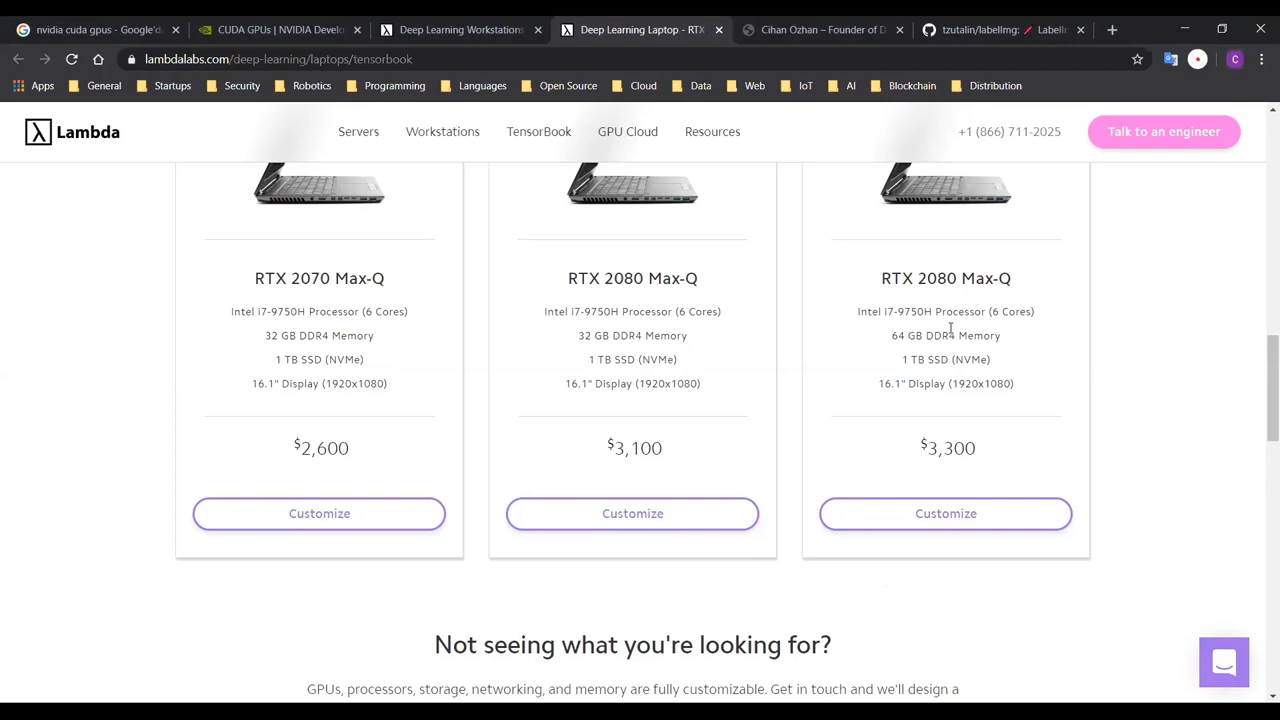 nvidia cuda gpus - Google'd
CUDA GPUs | NVIDIA Develo
Deep Learning Workstations
Deep Learning Laptop - RTX
Cihan Ozhan – Founder of D
tzutalin/labelImg: LabelIm
lambdalabs.com/deep-learning/laptops/tensorbook
C
Apps General Startups Security Robotics Programming Languages Open Source Cloud Data Web IoT AI Blockchain Distribution
Lambda
Servers Workstations TensorBook GPU Cloud Resources +1 (866) 711-2025 Talk to an engineer
RTX 2070 Max-Q
Intel i7-9750H Processor (6 Cores)
32 GB DDR4 Memory
1 TB SSD (NVMe)
16.1" Display (1920x1080)
$2,600
Customize
RTX 2080 Max-Q
Intel i7-9750H Processor (6 Cores)
32 GB DDR4 Memory
1 TB SSD (NVMe)
16.1" Display (1920x1080)
$3,100
Customize
RTX 2080 Max-Q
Intel i7-9750H Processor (6 Cores)
64 GB DDR4 Memory
1 TB SSD (NVMe)
16.1" Display (1920x1080)
$3,300
Customize
Not seeing what you're looking for?
GPUs, processors, storage, networking, and memory are fully customizable. Get in touch and we'll design a